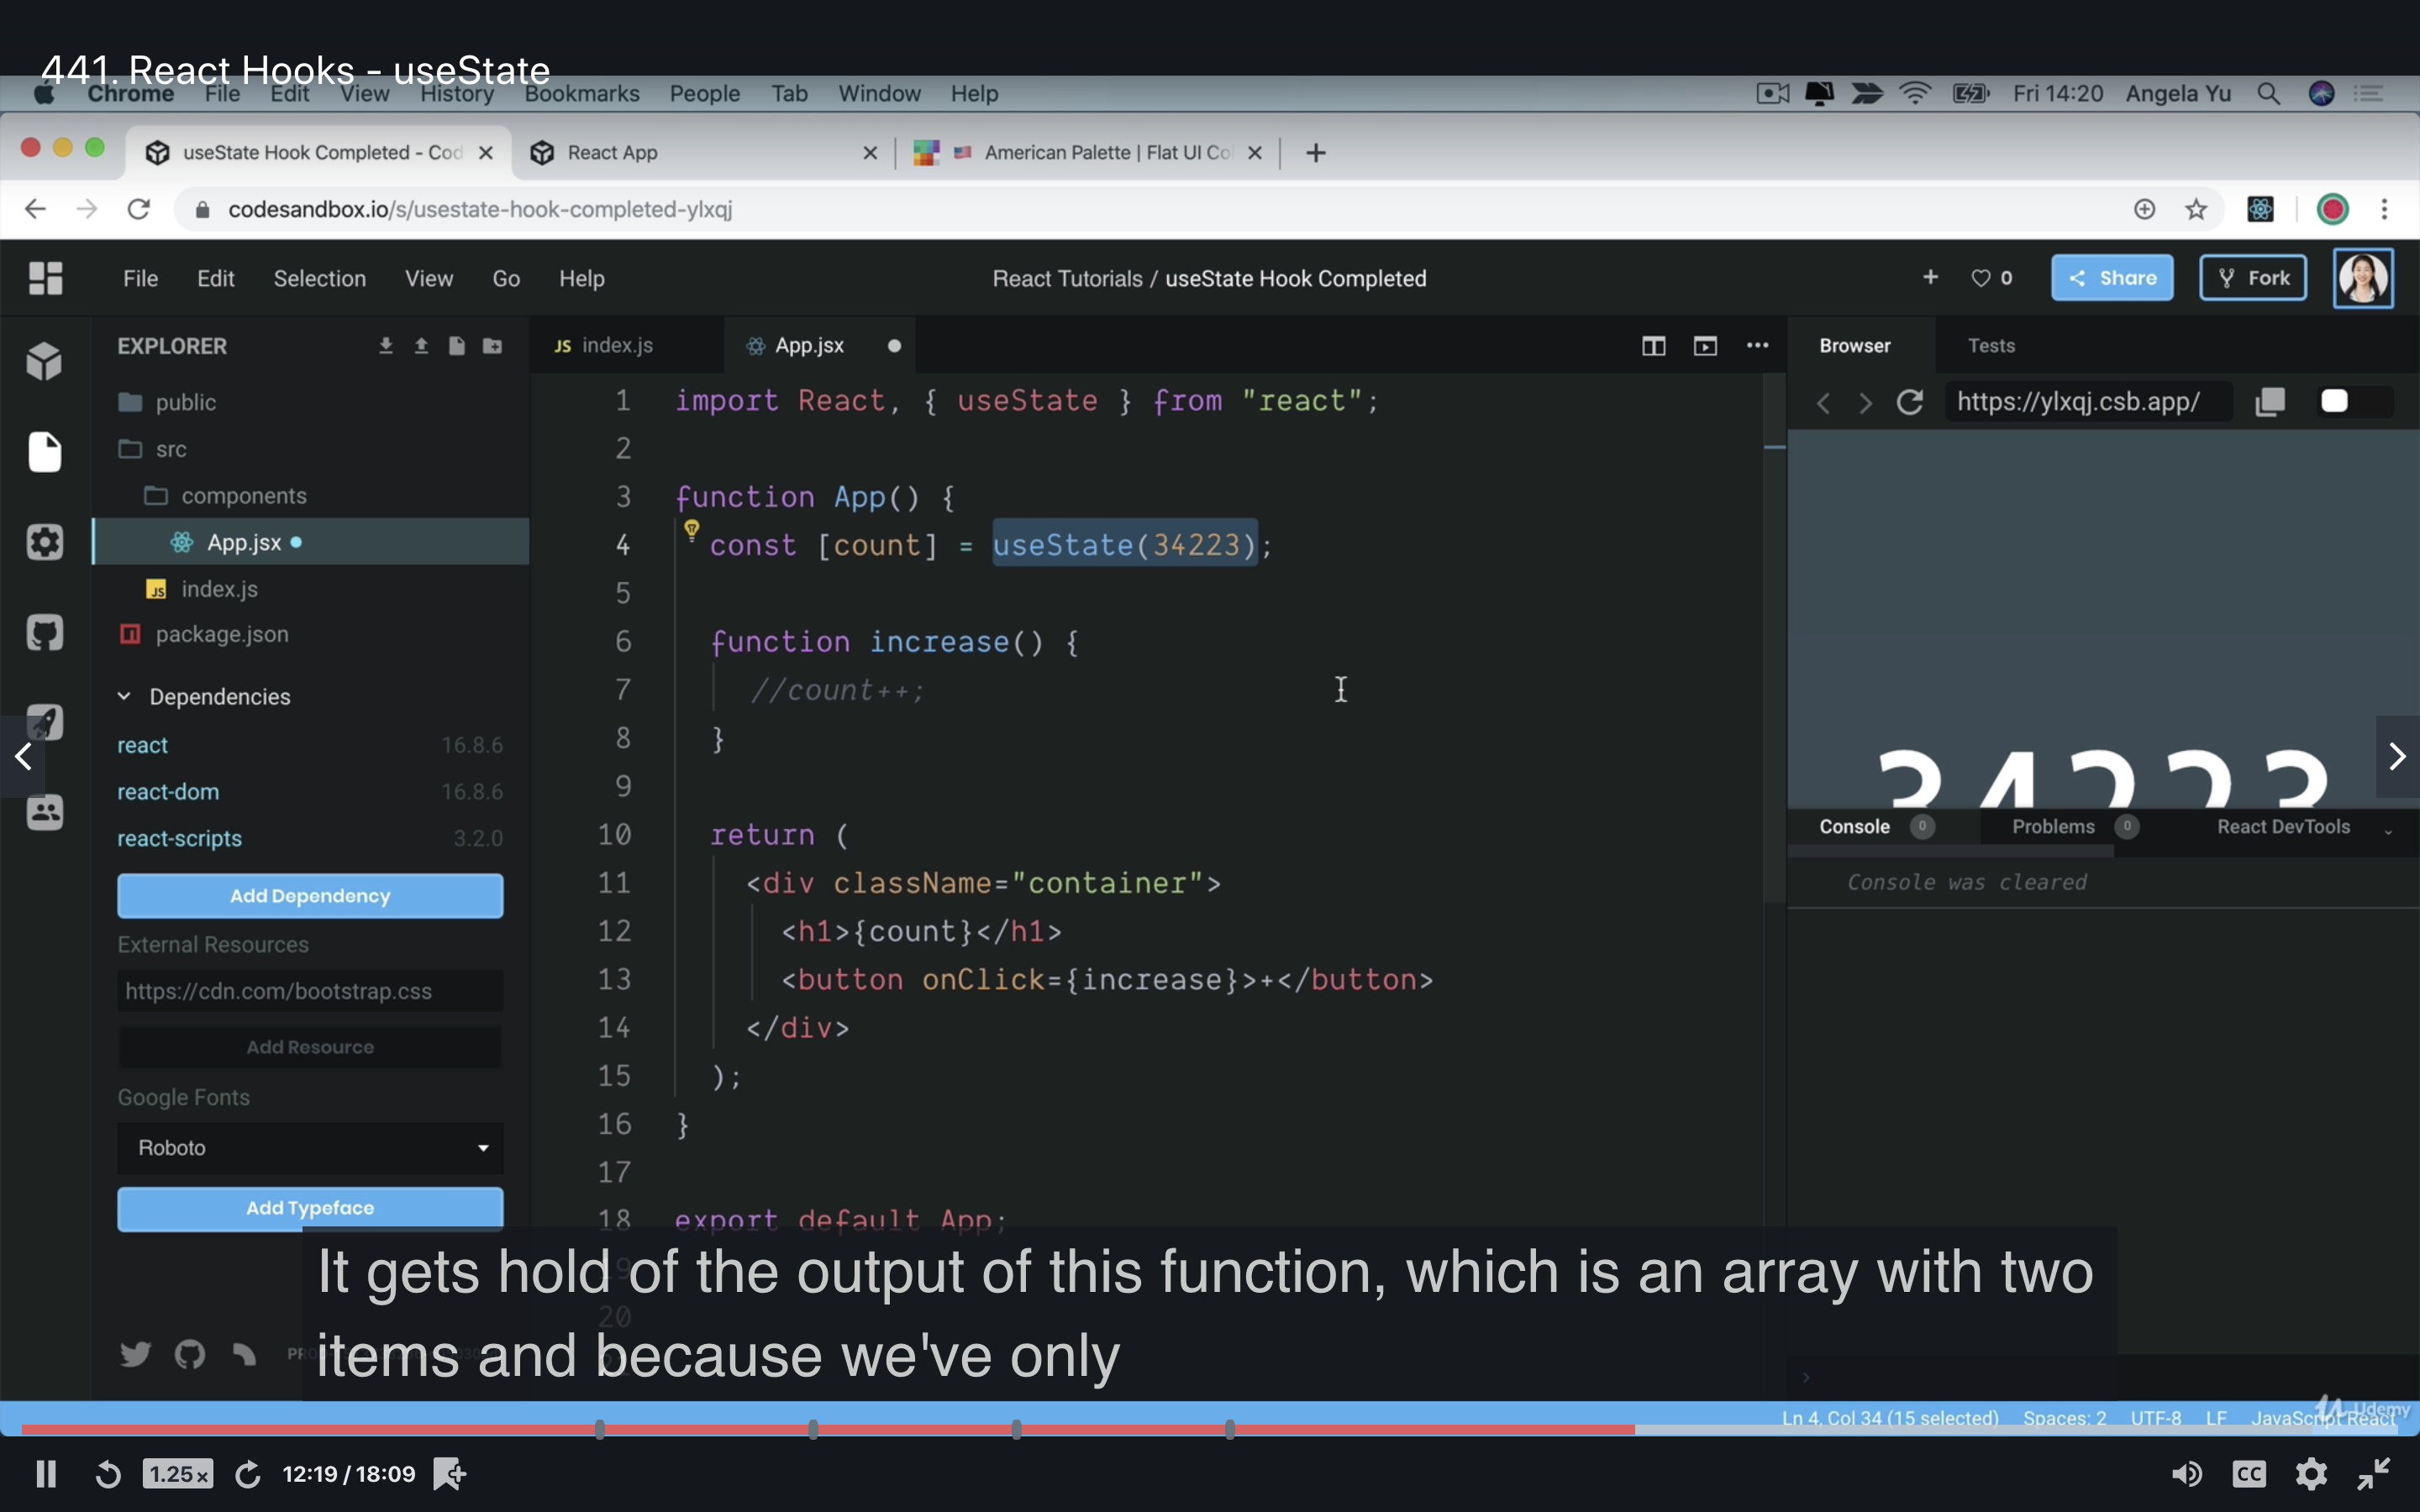 441. React Hooks - useState
Chrome File Edit View History Bookmarks People Tab Window Help Fri 14:20 Angela Yu
useState Hook Completed - Cod React App American Palette | Flat UI Co
codesandbox.io/s/usestate-hook-completed-ylxqj
File Edit Selection View Go Help React Tutorials / useState Hook Completed + 0 Share Fork
EXPLORER
public
src
components
App.jsx
JS index.js
package.json
Dependencies
react 16.8.6
react-dom 16.8.6
react-scripts 3.2.0
Add Dependency
External Resources
https://cdn.com/bootstrap.css
Add Resource
Google Fonts
Roboto
Add Typeface
JS index.js App.jsx
1 import React, { useState } from "react";
2
3 function App() {
4 const [count] = useState(34223);
5
6 function increase() {
7 //count++;
8 }
9
10 return (
11 <div className="container">
12 <h1>{count}</h1>
13 <button onClick={increase}>+</button>
14 </div>
15 );
16 }
17
18 export default App;
19
20
Browser Tests
https://ylxqj.csb.app/
34223
Console 0 Problems 0 React DevTools
Console was cleared
It gets hold of the output of this function, which is an array with two
items and because we've only
Ln 4, Col 34 (15 selected) Spaces: 2 UTF-8 LF JavaScript React
Udemy
1.25x 12:19 / 18:09 CC